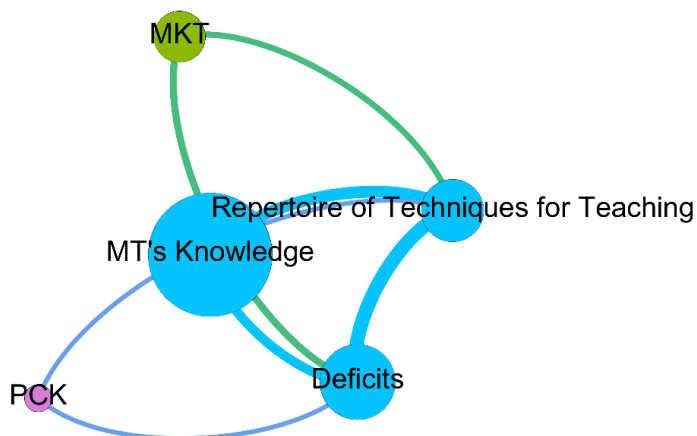 MKT
Repertoire of Techniques for Teaching
MT's Knowledge
Deficits
PCK